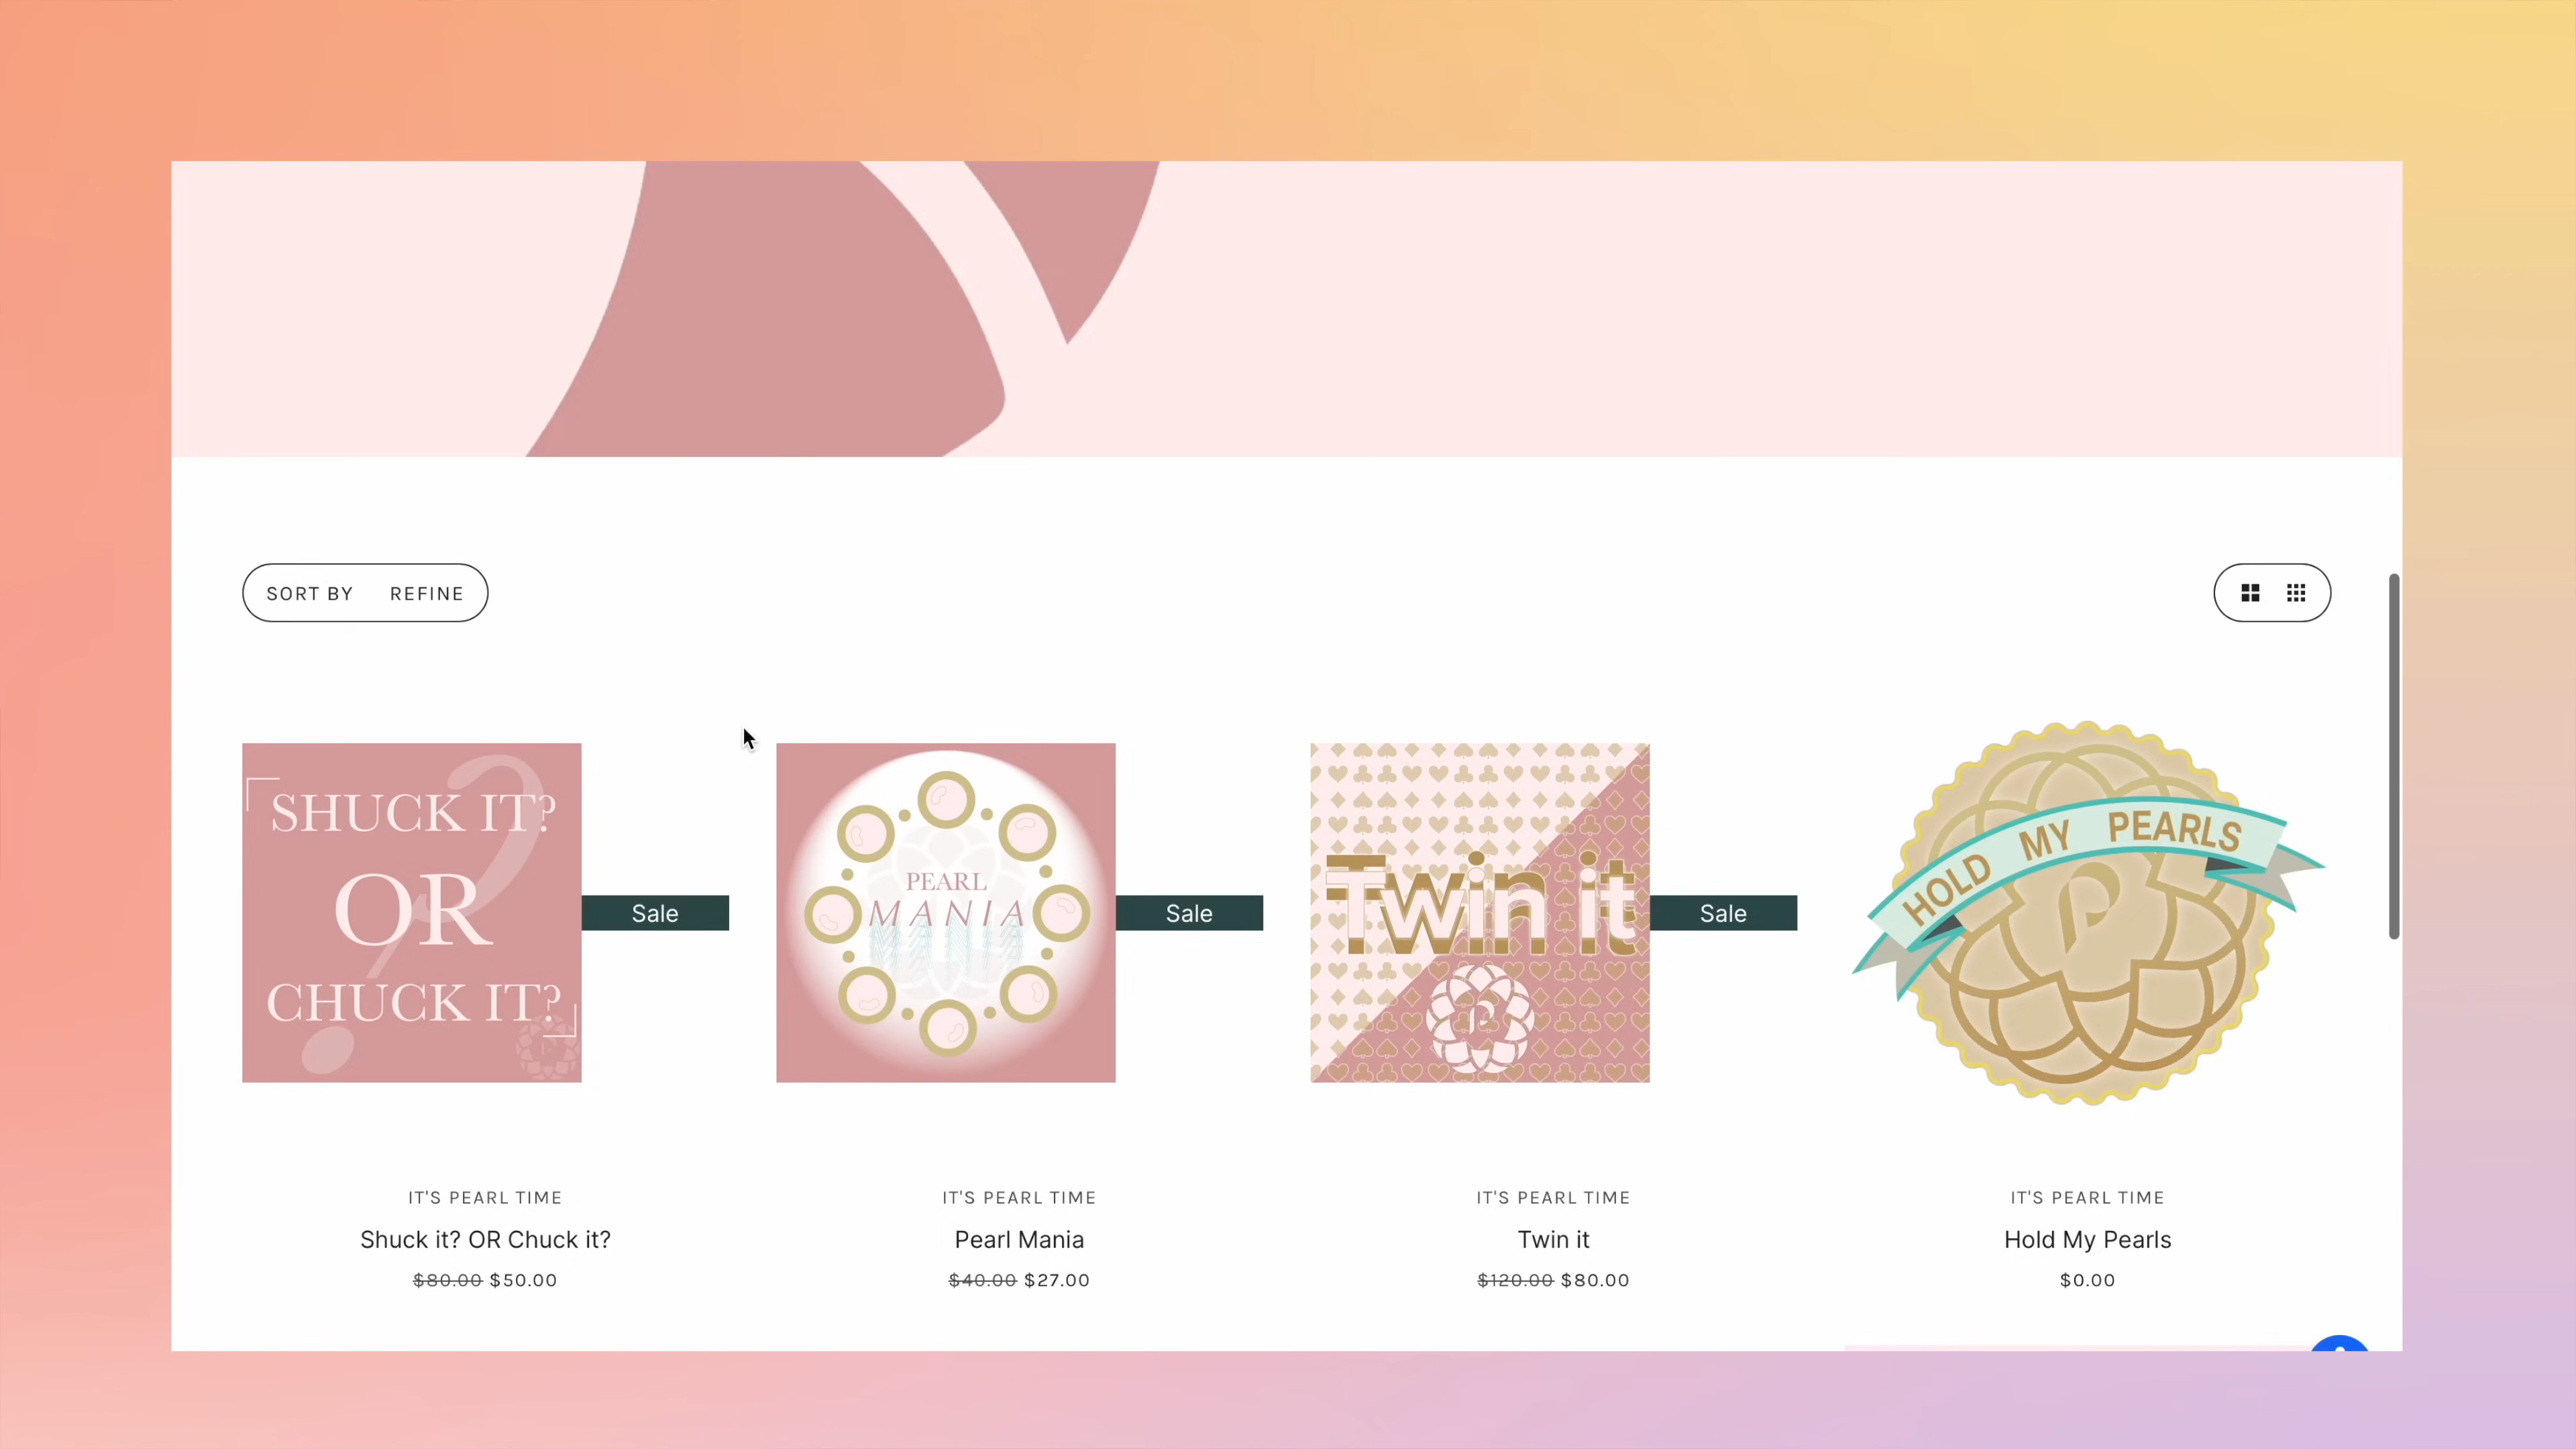 SORT BY REFINE
SHUCK IT?
OR
CHUCK IT?
Sale
PEARL
MANIA
Sale
Twin it
P
Sale
HOLD MY PEARLS
P
IT'S PEARL TIME
Shuck it? OR Chuck it?
$80.00 $50.00
IT'S PEARL TIME
Pearl Mania
$40.00 $27.00
IT'S PEARL TIME
Twin it
$120.00 $80.00
IT'S PEARL TIME
Hold My Pearls
$0.00